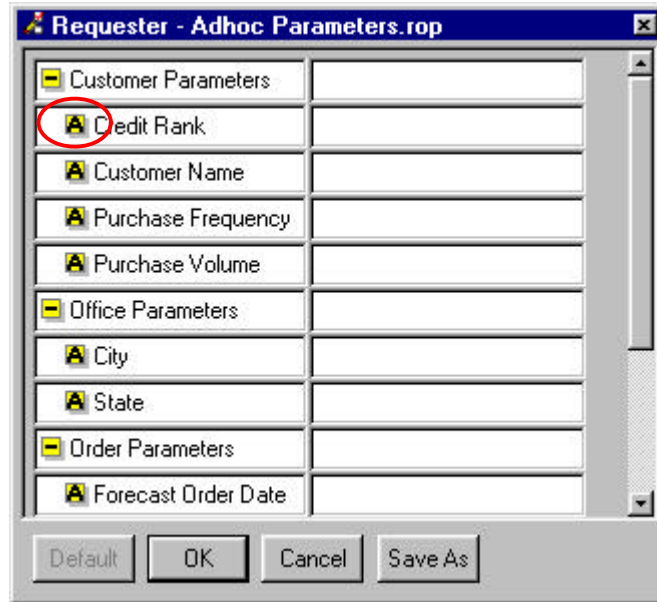 Requester - Adhoc Parameters.rop
Customer Parameters
A Credit Rank
A Customer Name
A Purchase Frequency
A Purchase Volume
Office Parameters
A City
A State
Order Parameters
A Forecast Order Date
Default OK Cancel Save As